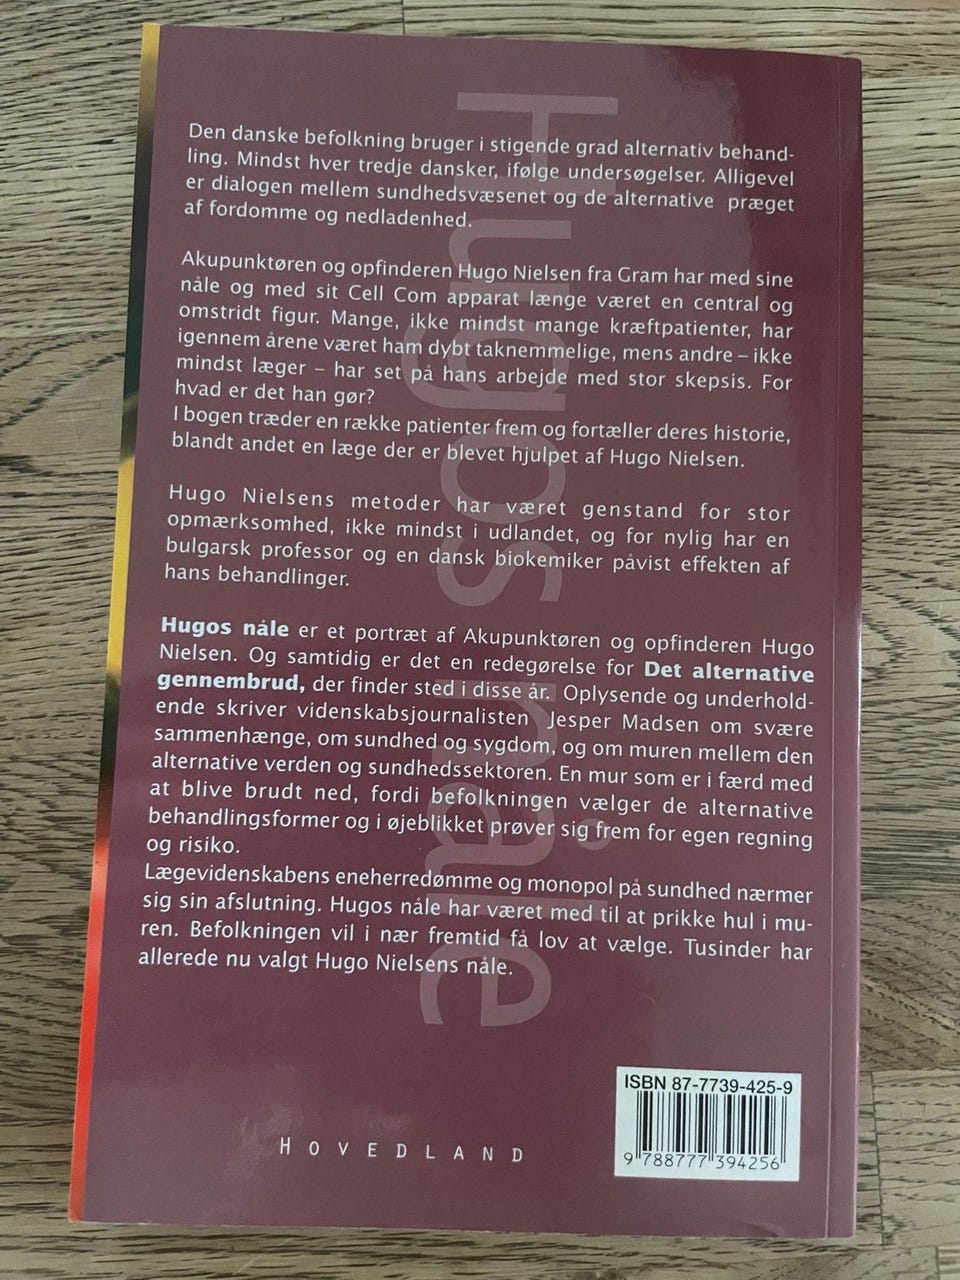 Hugos nåle
Den danske befolkning bruger i stigende grad alternativ behand-
ling. Mindst hver tredje dansker, ifølge undersøgelser. Alligevel
er dialogen mellem sundhedsvæsenet og de alternative præget
af fordomme og nedladenhed.
Akupunktøren og opfinderen Hugo Nielsen fra Gram har med sine
nåle og med sit Cell Com apparat længe været en central og
omstridt figur. Mange, ikke mindst mange kræftpatienter, har
igennem årene været ham dybt taknemmelige, mens andre – ikke
mindst læger – har set på hans arbejde med stor skepsis. For
hvad er det han gør?
I bogen træder en række patienter frem og fortæller deres historie,
blandt andet en læge der er blevet hjulpet af Hugo Nielsen.
Hugo Nielsens metoder har været genstand for stor
opmærksomhed, ikke mindst i udlandet, og for nylig har en
bulgarsk professor og en dansk biokemiker påvist effekten af
hans behandlinger.
Hugos nåle er et portræt af Akupunktøren og opfinderen Hugo
Nielsen. Og samtidig er det en redegørelse for Det alternative
gennembrud, der finder sted i disse år. Oplysende og underhold-
ende skriver videnskabsjournalisten Jesper Madsen om svære
sammenhænge, om sundhed og sygdom, og om muren mellem den
alternative verden og sundhedssektoren. En mur som er i færd med
at blive brudt ned, fordi befolkningen vælger de alternative
behandlingsformer og i øjeblikket prøver sig frem for egen regning
og risiko.
Lægevidenskabens eneherredømme og monopol på sundhed nærmer
sig sin afslutning. Hugos nåle har været med til at prikke hul i mu-
ren. Befolkningen vil i nær fremtid få lov at vælge. Tusinder har
allerede nu valgt Hugo Nielsens nåle.
HOVEDLAND
ISBN 87-7739-425-9
9 788777 394256